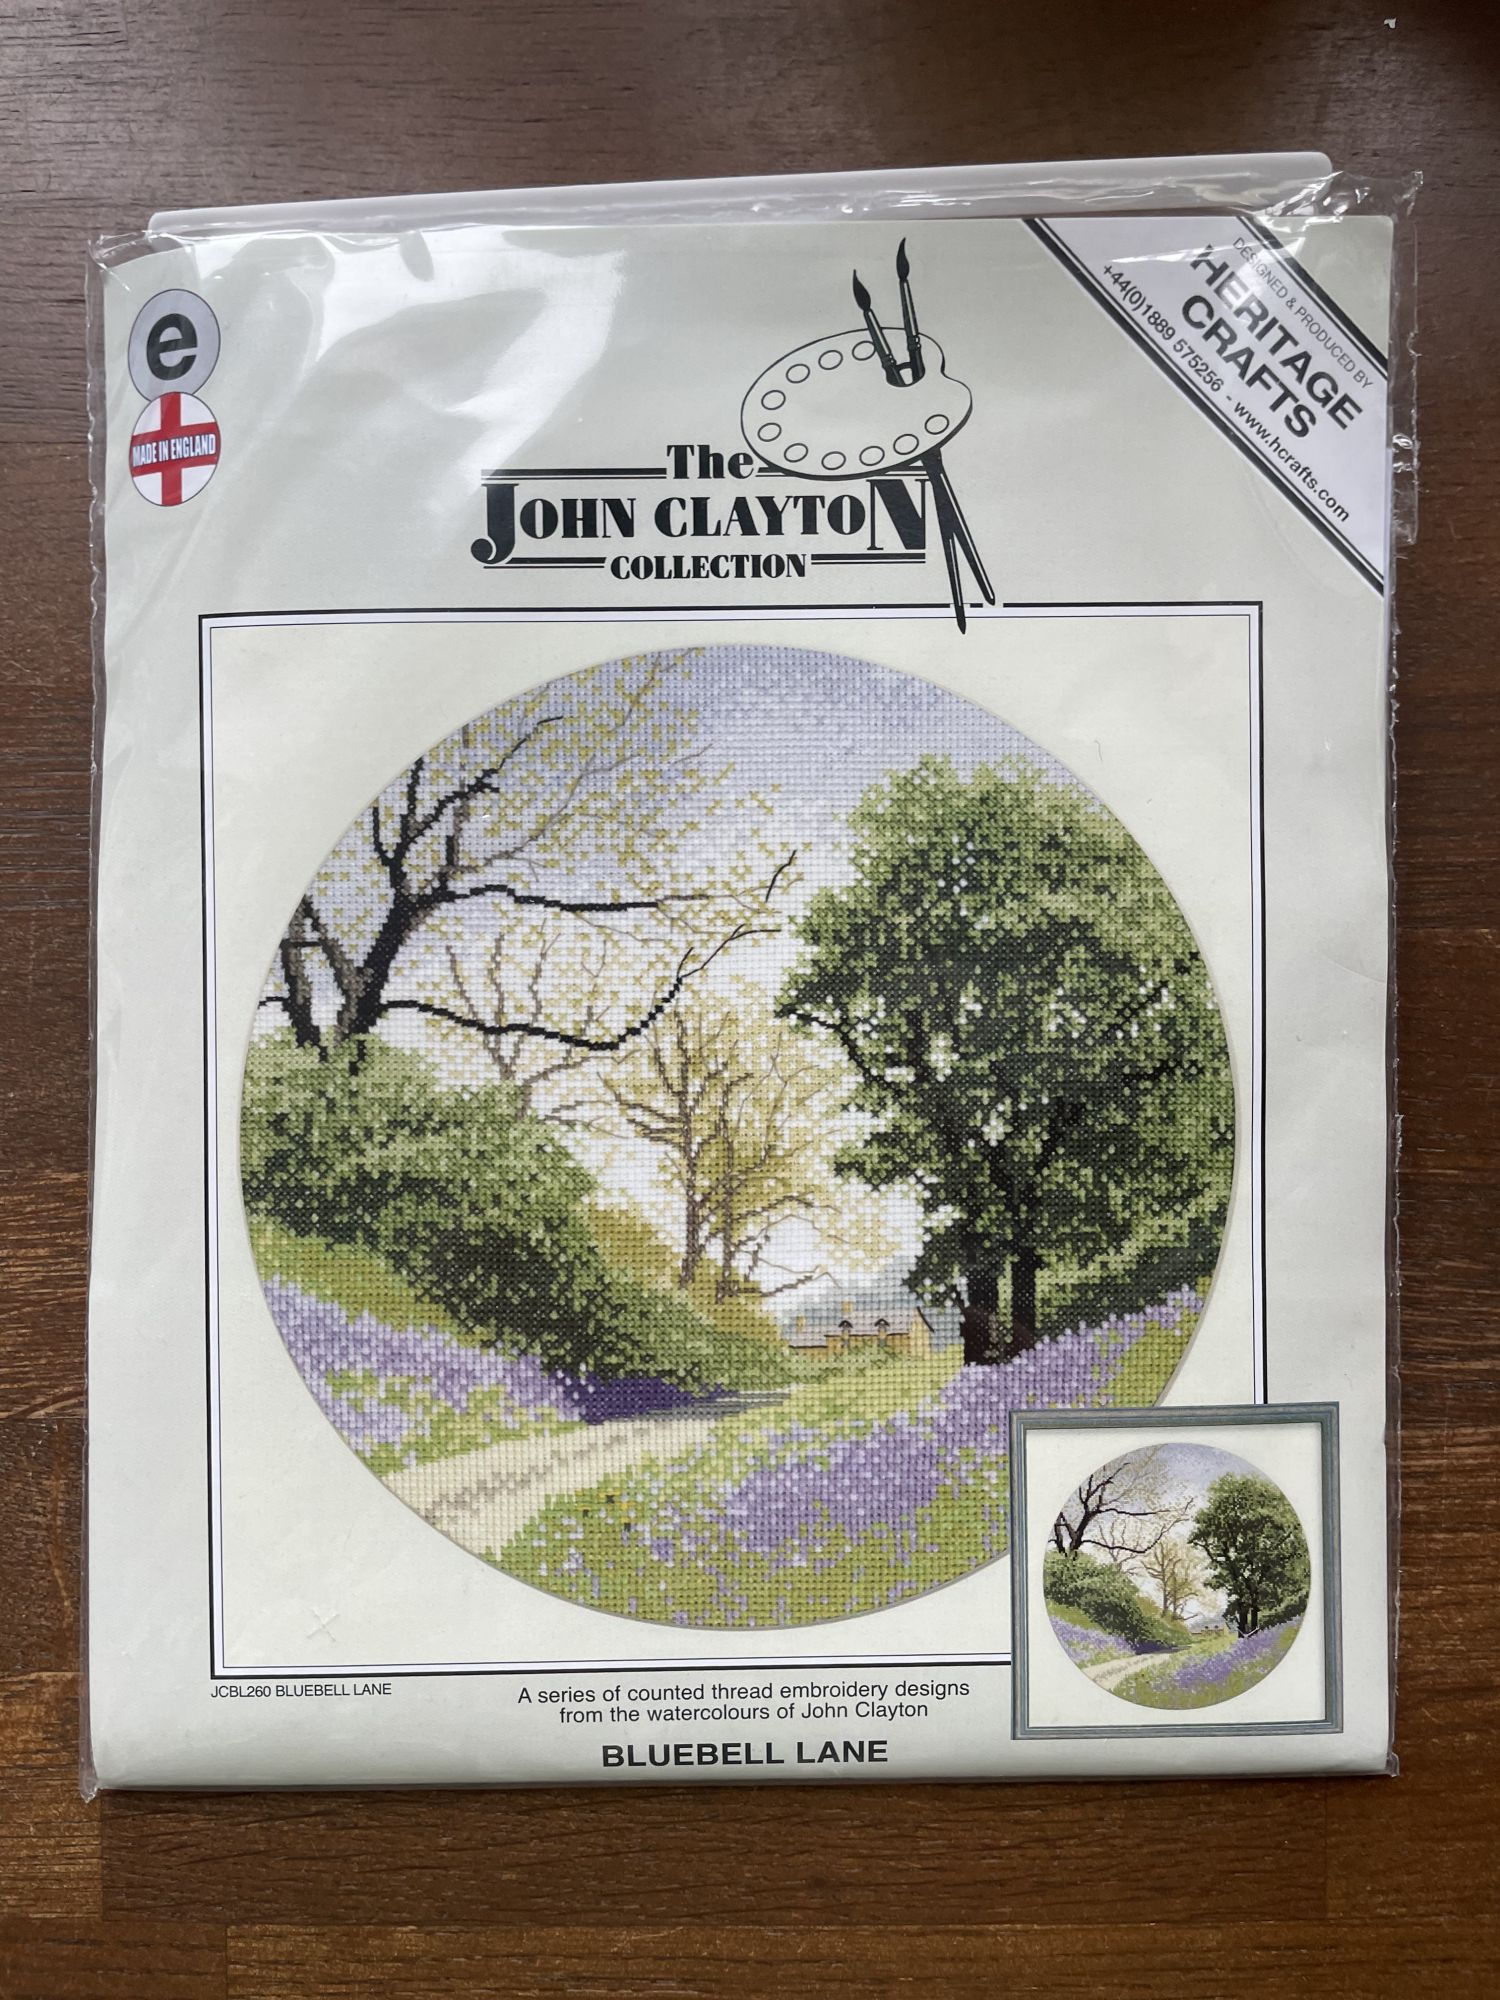 e
MADE IN ENGLAND
DESIGNED & PRODUCED BY
HERITAGE
CRAFTS
+44(0)1889 575256 - www.hcrafts.com
The
JOHN CLAYTON
COLLECTION
JCBL260 BLUEBELL LANE
A series of counted thread embroidery designs
from the watercolours of John Clayton
BLUEBELL LANE